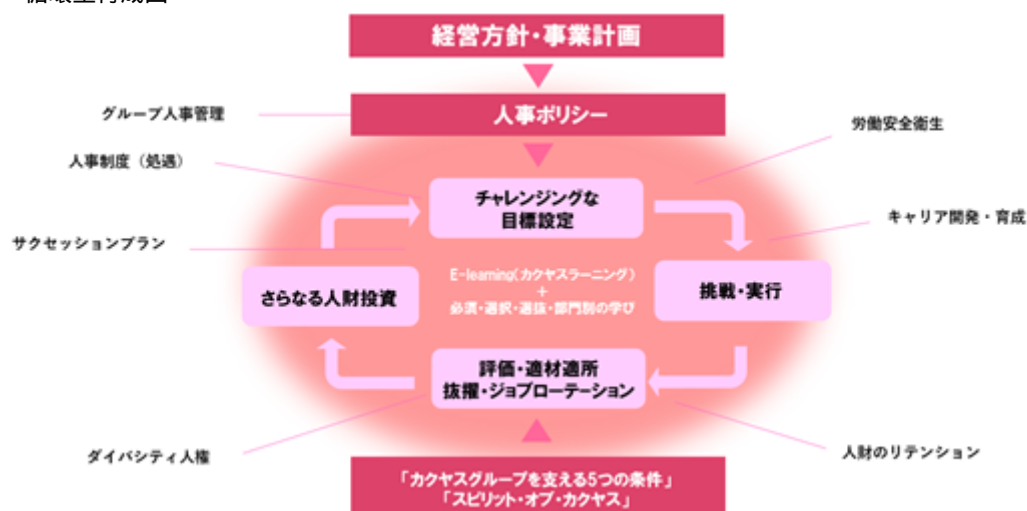 経営方針・事業計画
人事ポリシー
グループ人事管理
労働安全衛生
人事制度（処遇）
チャレンジングな
目標設定
キャリア開発・育成
サクセッションプラン
E-learning(カクヤスラーニング)
+
必須・選択・選抜・部門別の学び
さらなる人財投資
挑戦・実行
評価・適材適所
抜擢・ジョブローテーション
ダイバシティ人権
人財のリテンション
「カクヤスグループを支える5つの条件」
「スピリット・オブ・カクヤス」